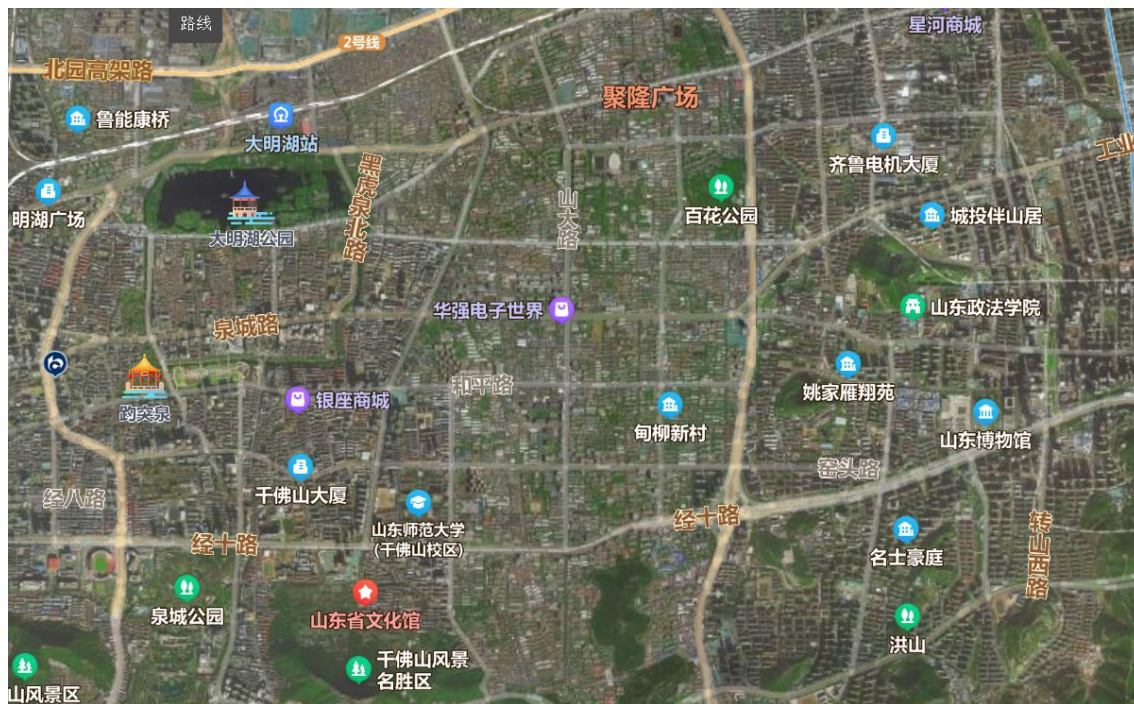 路线
星河商城
2号线
北园高架路
聚隆广场
鲁能康桥
大明湖站
工业
齐鲁电机大厦
黑虎泉北路
明湖广场
山大路
百花公园
城投伴山居
大明湖公园
华强电子世界
山东政法学院
泉城路
和平路
姚家雁翔苑
趵突泉
银座商城
甸柳新村
山东博物馆
窑头路
经八路
千佛山大厦
山东师范大学
(千佛山校区)
经十路
经十路
转山西路
名士豪庭
泉城公园
山东省文化馆
洪山
千佛山风景
名胜区
山风景区